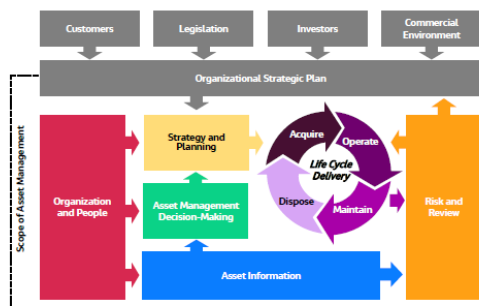 Customers
Legislation
Investors
Commercial
Environment
Organizational Strategic Plan
Scope of Asset Management
Organization
and People
Strategy and
Planning
Asset Management
Decision-Making
Acquire
Operate
Life Cycle
Delivery
Dispose
Maintain
Risk and
Review
Asset Information